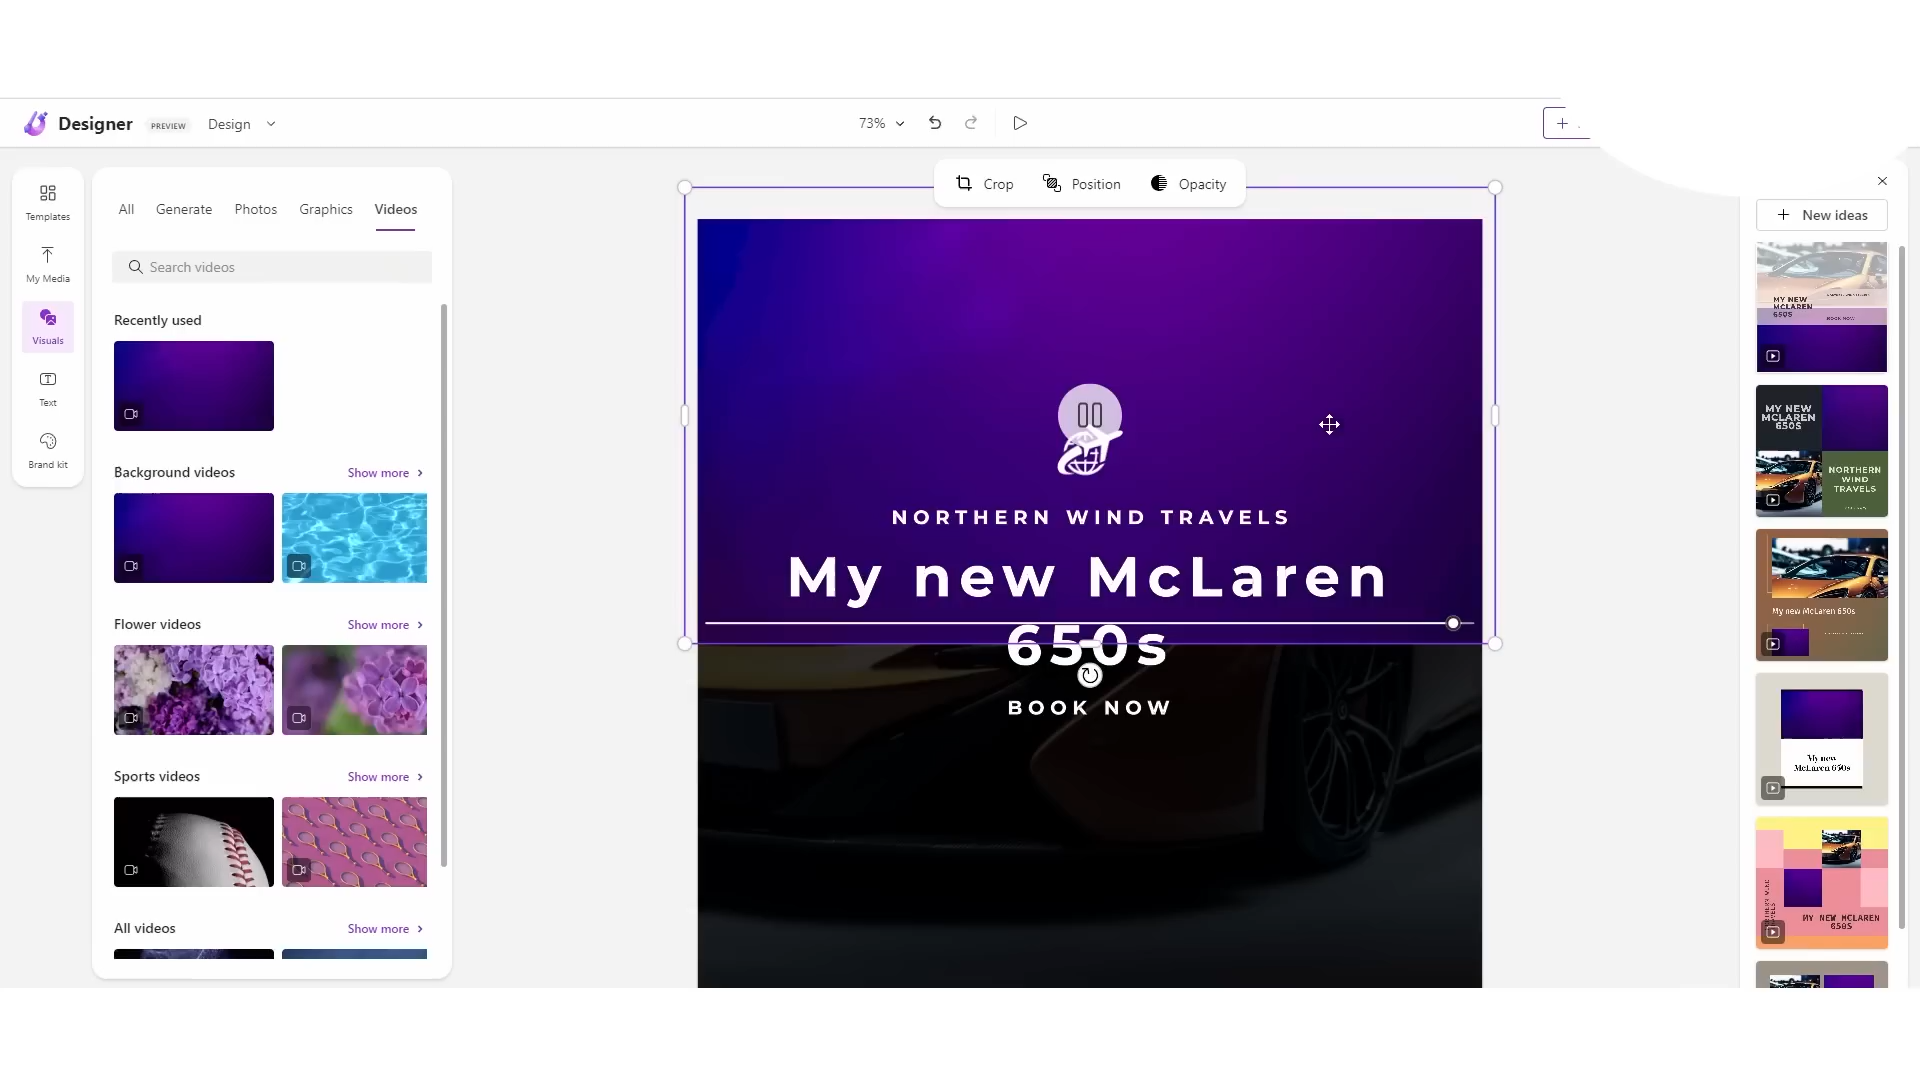 Designer PREVIEW Design
73%
Crop Position Opacity
Templates
My Media
Visuals
Text
Brand kit
All Generate Photos Graphics Videos
Search videos
Recently used
Background videos Show more
Flower videos Show more
Sports videos Show more
All videos Show more
NORTHERN WIND TRAVELS
My new McLaren
650s
BOOK NOW
New ideas
MY NEW
MCLAREN
650S
BOOK NOW
MY NEW
MCLAREN
650S
NORTHERN
WIND
TRAVELS
My new McLaren 650s
My new
McLaren 650s
MY NEW MCLAREN
650S